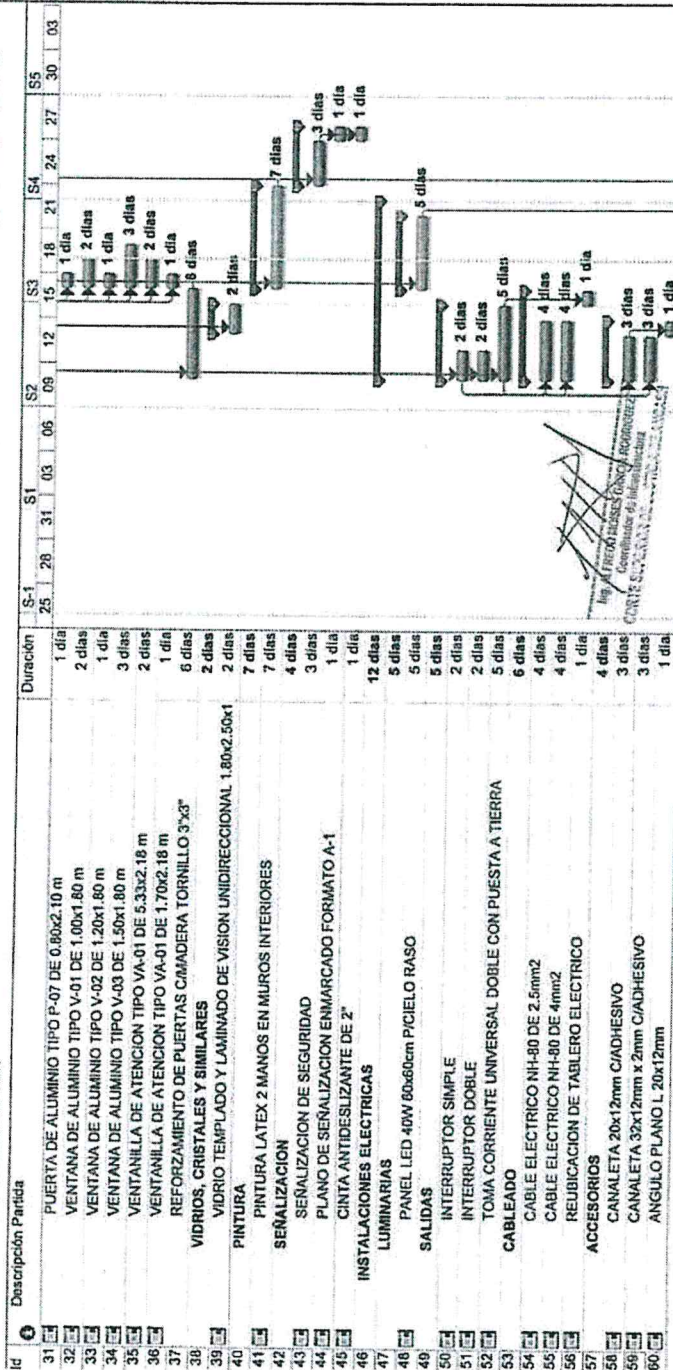 Id Descripción Partida Duración S-1 S1 S2 S3 S4 S5
25 28 31 03 06 09 12 15 18 21 24 27 30 03
31 PUERTA DE ALUMINIO TIPO P-07 DE 0.80x2.10 m 1 día 1 día
32 VENTANA DE ALUMINIO TIPO V-01 DE 1.00x1.80 m 2 días 2 días
33 VENTANA DE ALUMINIO TIPO V-02 DE 1.20x1.80 m 1 día 1 día
34 VENTANA DE ALUMINIO TIPO V-03 DE 1.50x1.80 m 3 días 3 días
35 VENTANILLA DE ATENCION TIPO VA-01 DE 5.33x2.18 m 2 días 2 días
36 VENTANILLA DE ATENCION TIPO VA-01 DE 1.70x2.18 m 1 día 1 día
37 REFORZAMIENTO DE PUERTAS C/MADERA TORNILLO 3"x3" 6 días 6 días
38 VIDRIOS, CRISTALES Y SIMILARES 2 días
39 VIDRIO TEMPLADO Y LAMINADO DE VISION UNIDIRECCIONAL 1.80x2.50x1 2 días 2 días
40 PINTURA 7 días
41 PINTURA LATEX 2 MANOS EN MUROS INTERIORES 7 días 7 días
42 SEÑALIZACION 4 días
43 SEÑALIZACION DE SEGURIDAD 3 días 3 días
44 PLANO DE SEÑALIZACION ENMARCADO FORMATO A-1 1 día 1 día
45 CINTA ANTIDESLIZANTE DE 2" 1 día 1 día
46 INSTALACIONES ELECTRICAS 12 días
47 LUMINARIAS 5 días
48 PANEL LED 40W 60x60cm P/CIELO RASO 5 días 5 días
49 SALIDAS 5 días
50 INTERRUPTOR SIMPLE 2 días 2 días
51 INTERRUPTOR DOBLE 2 días 2 días
52 TOMA CORRIENTE UNIVERSAL DOBLE CON PUESTA A TIERRA 5 días 5 días
53 CABLEADO 6 días
54 CABLE ELECTRICO NH-80 DE 2.5mm2 4 días 4 días
55 CABLE ELECTRICO NH-80 DE 4mm2 4 días 4 días
56 REUBICACION DE TABLERO ELECTRICO 1 día 1 día
57 ACCESORIOS 4 días
58 CANALETA 20x12mm C/ADHESIVO 3 días 3 días
59 CANALETA 32x12mm x 2mm C/ADHESIVO 3 días 3 días
60 ANGULO PLANO L 20x12mm 1 día 1 día
Ing. ALFREDO MOISES GARCIA RODRIGUEZ
Coordinador de Infraestructura
CORTE SUPERIOR DE